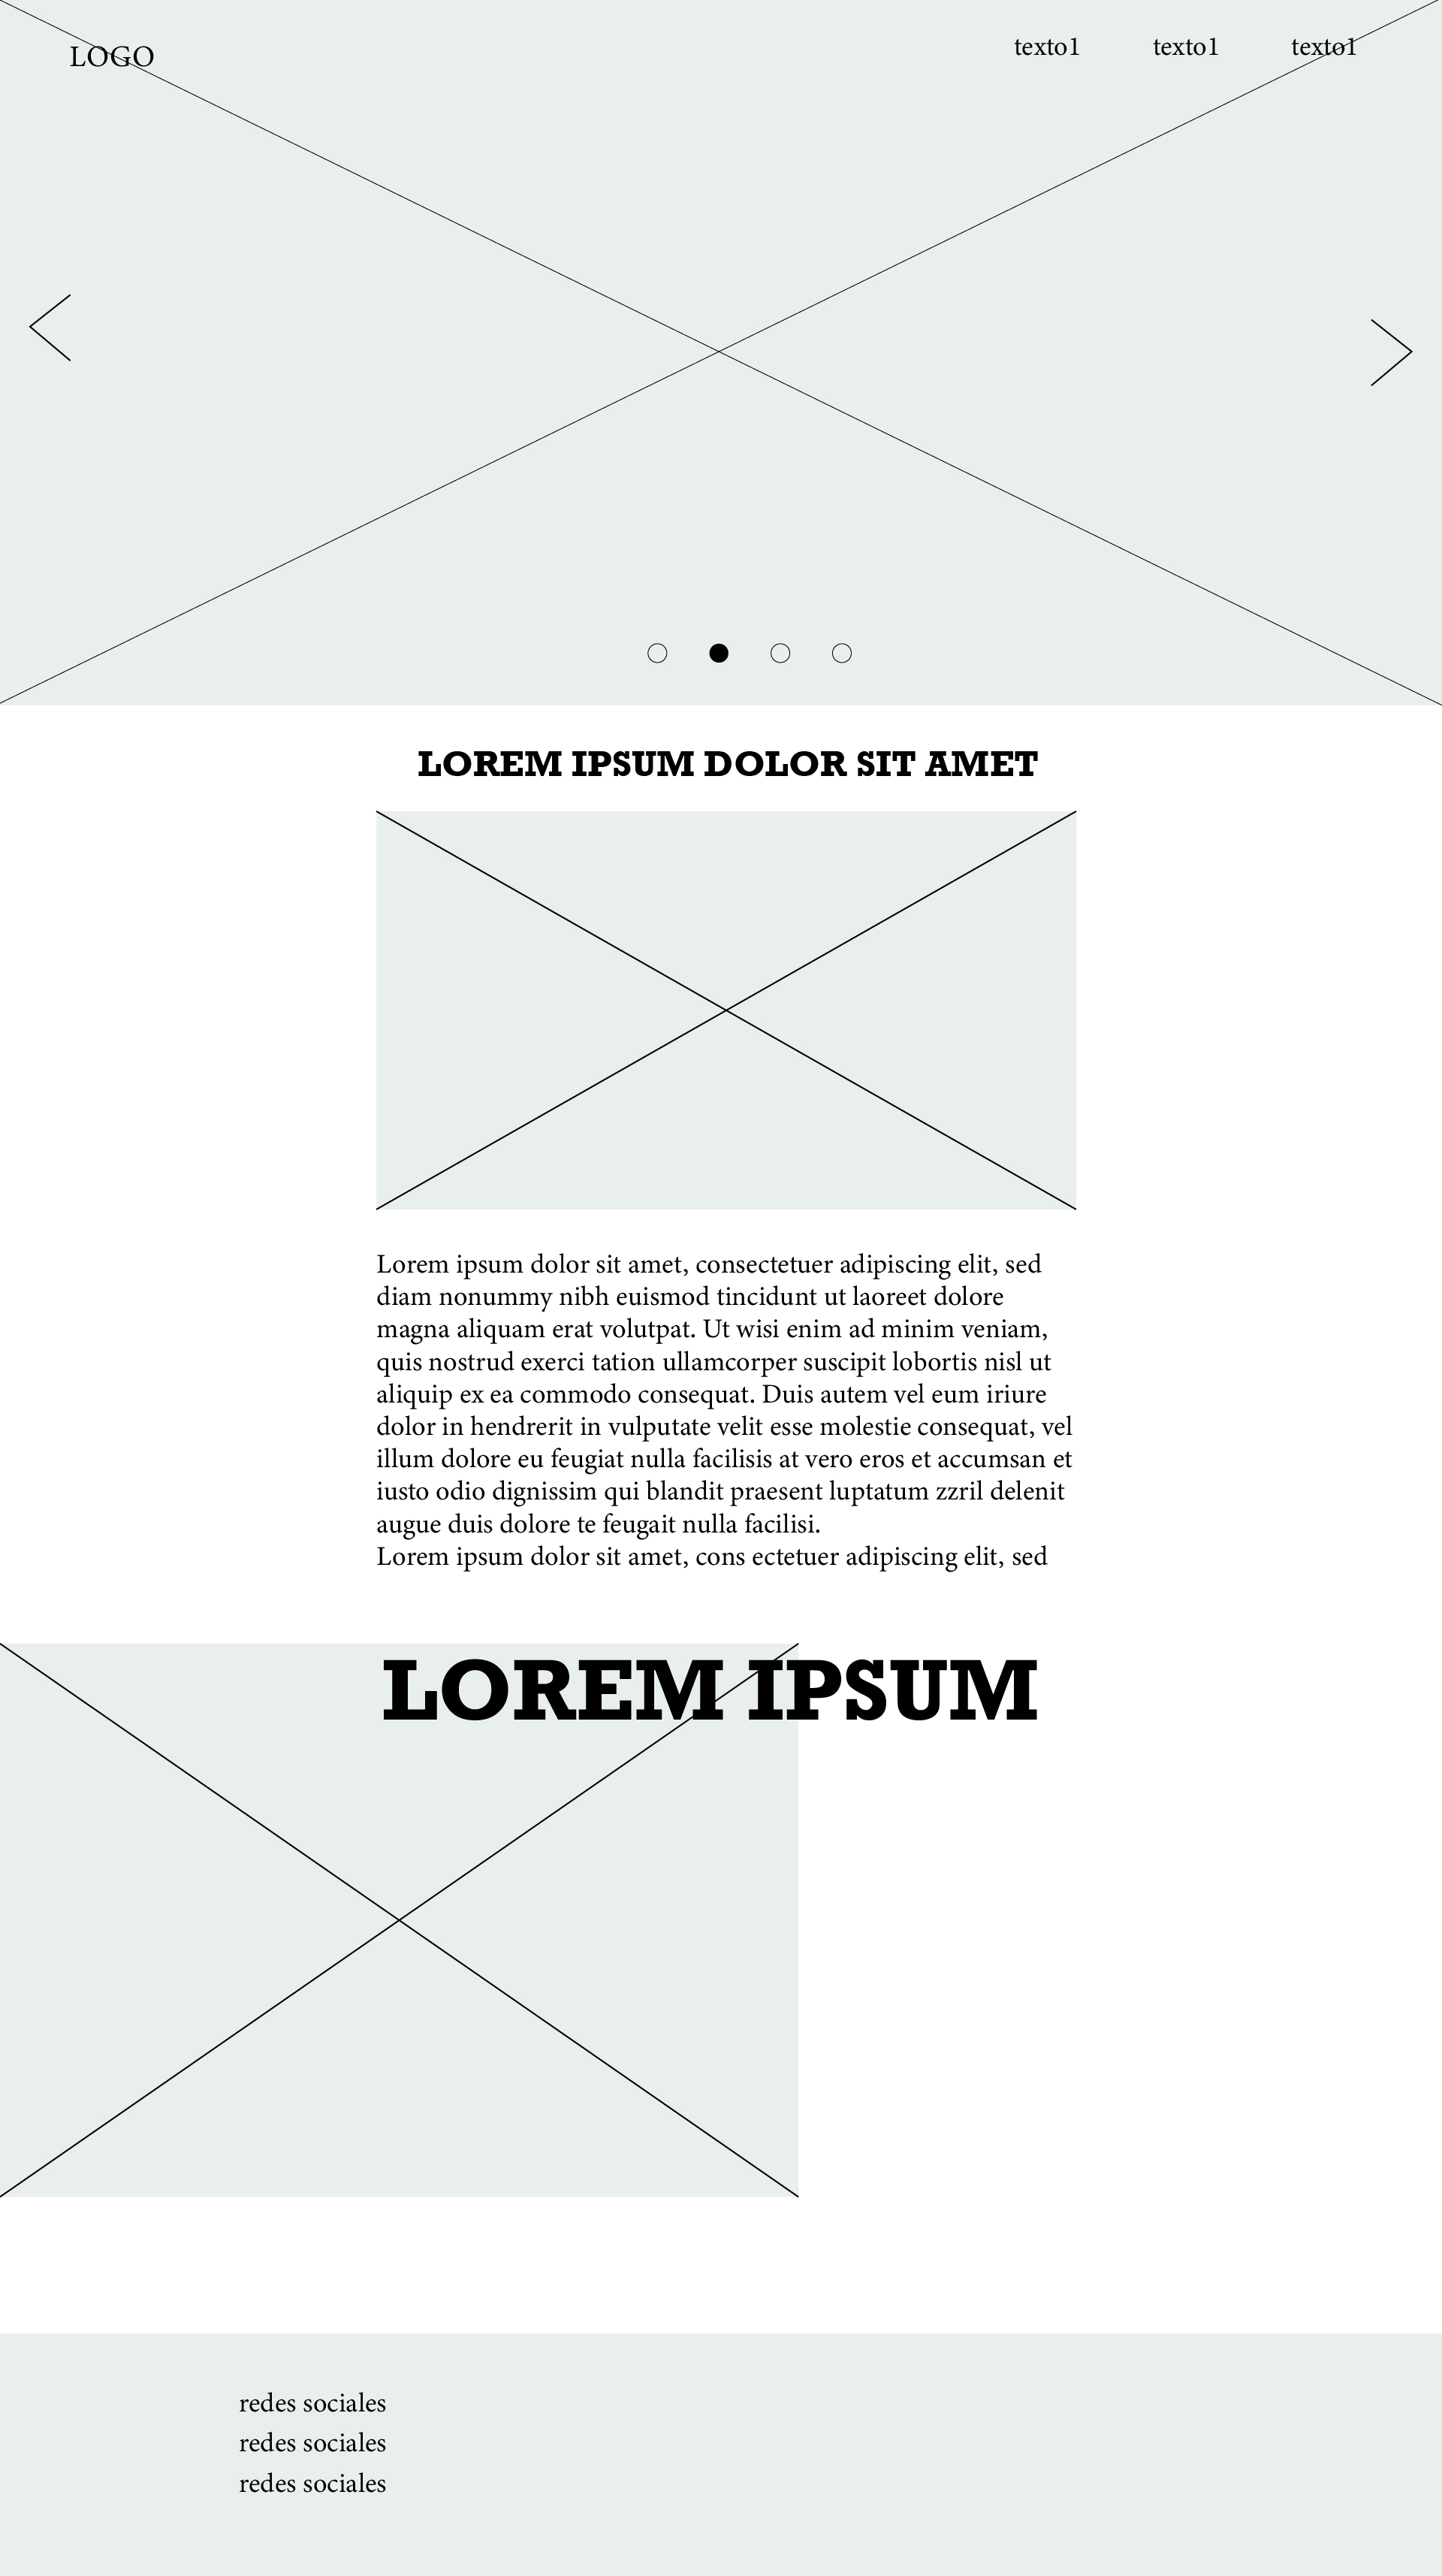 LOGO
texto1 texto1 texto1
LOREM IPSUM DOLOR SIT AMET
Lorem ipsum dolor sit amet, consectetuer adipiscing elit, sed
diam nonummy nibh euismod tincidunt ut laoreet dolore
magna aliquam erat volutpat. Ut wisi enim ad minim veniam,
quis nostrud exerci tation ullamcorper suscipit lobortis nisl ut
aliquip ex ea commodo consequat. Duis autem vel eum iriure
dolor in hendrerit in vulputate velit esse molestie consequat, vel
illum dolore eu feugiat nulla facilisis at vero eros et accumsan et
iusto odio dignissim qui blandit praesent luptatum zzril delenit
augue duis dolore te feugait nulla facilisi.
Lorem ipsum dolor sit amet, cons ectetuer adipiscing elit, sed
LOREM IPSUM
redes sociales
redes sociales
redes sociales